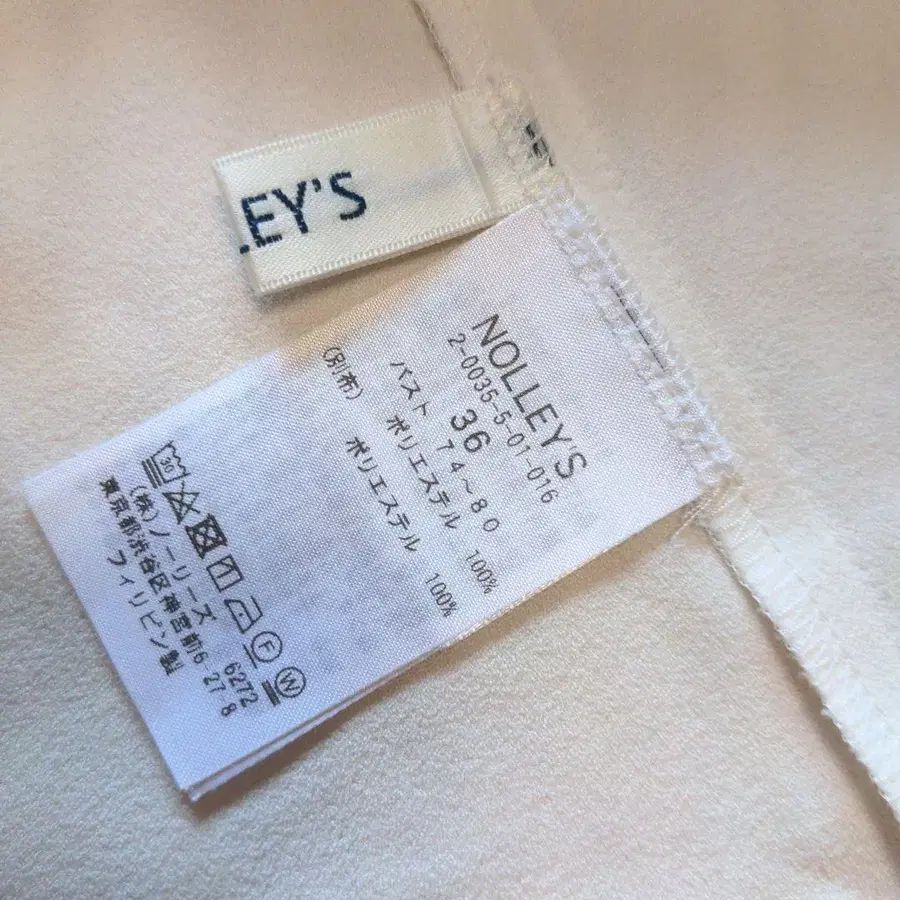 LEY'S
NOLLEY'S
2-0035-5-01-016
36
バスト 74~80
ポリエステル 100%
(別布)
ポリエステル 100%
30
F
W
(株)ノーリーズ 6272
東京都渋谷区神宮前6 27 8
フィリピン製